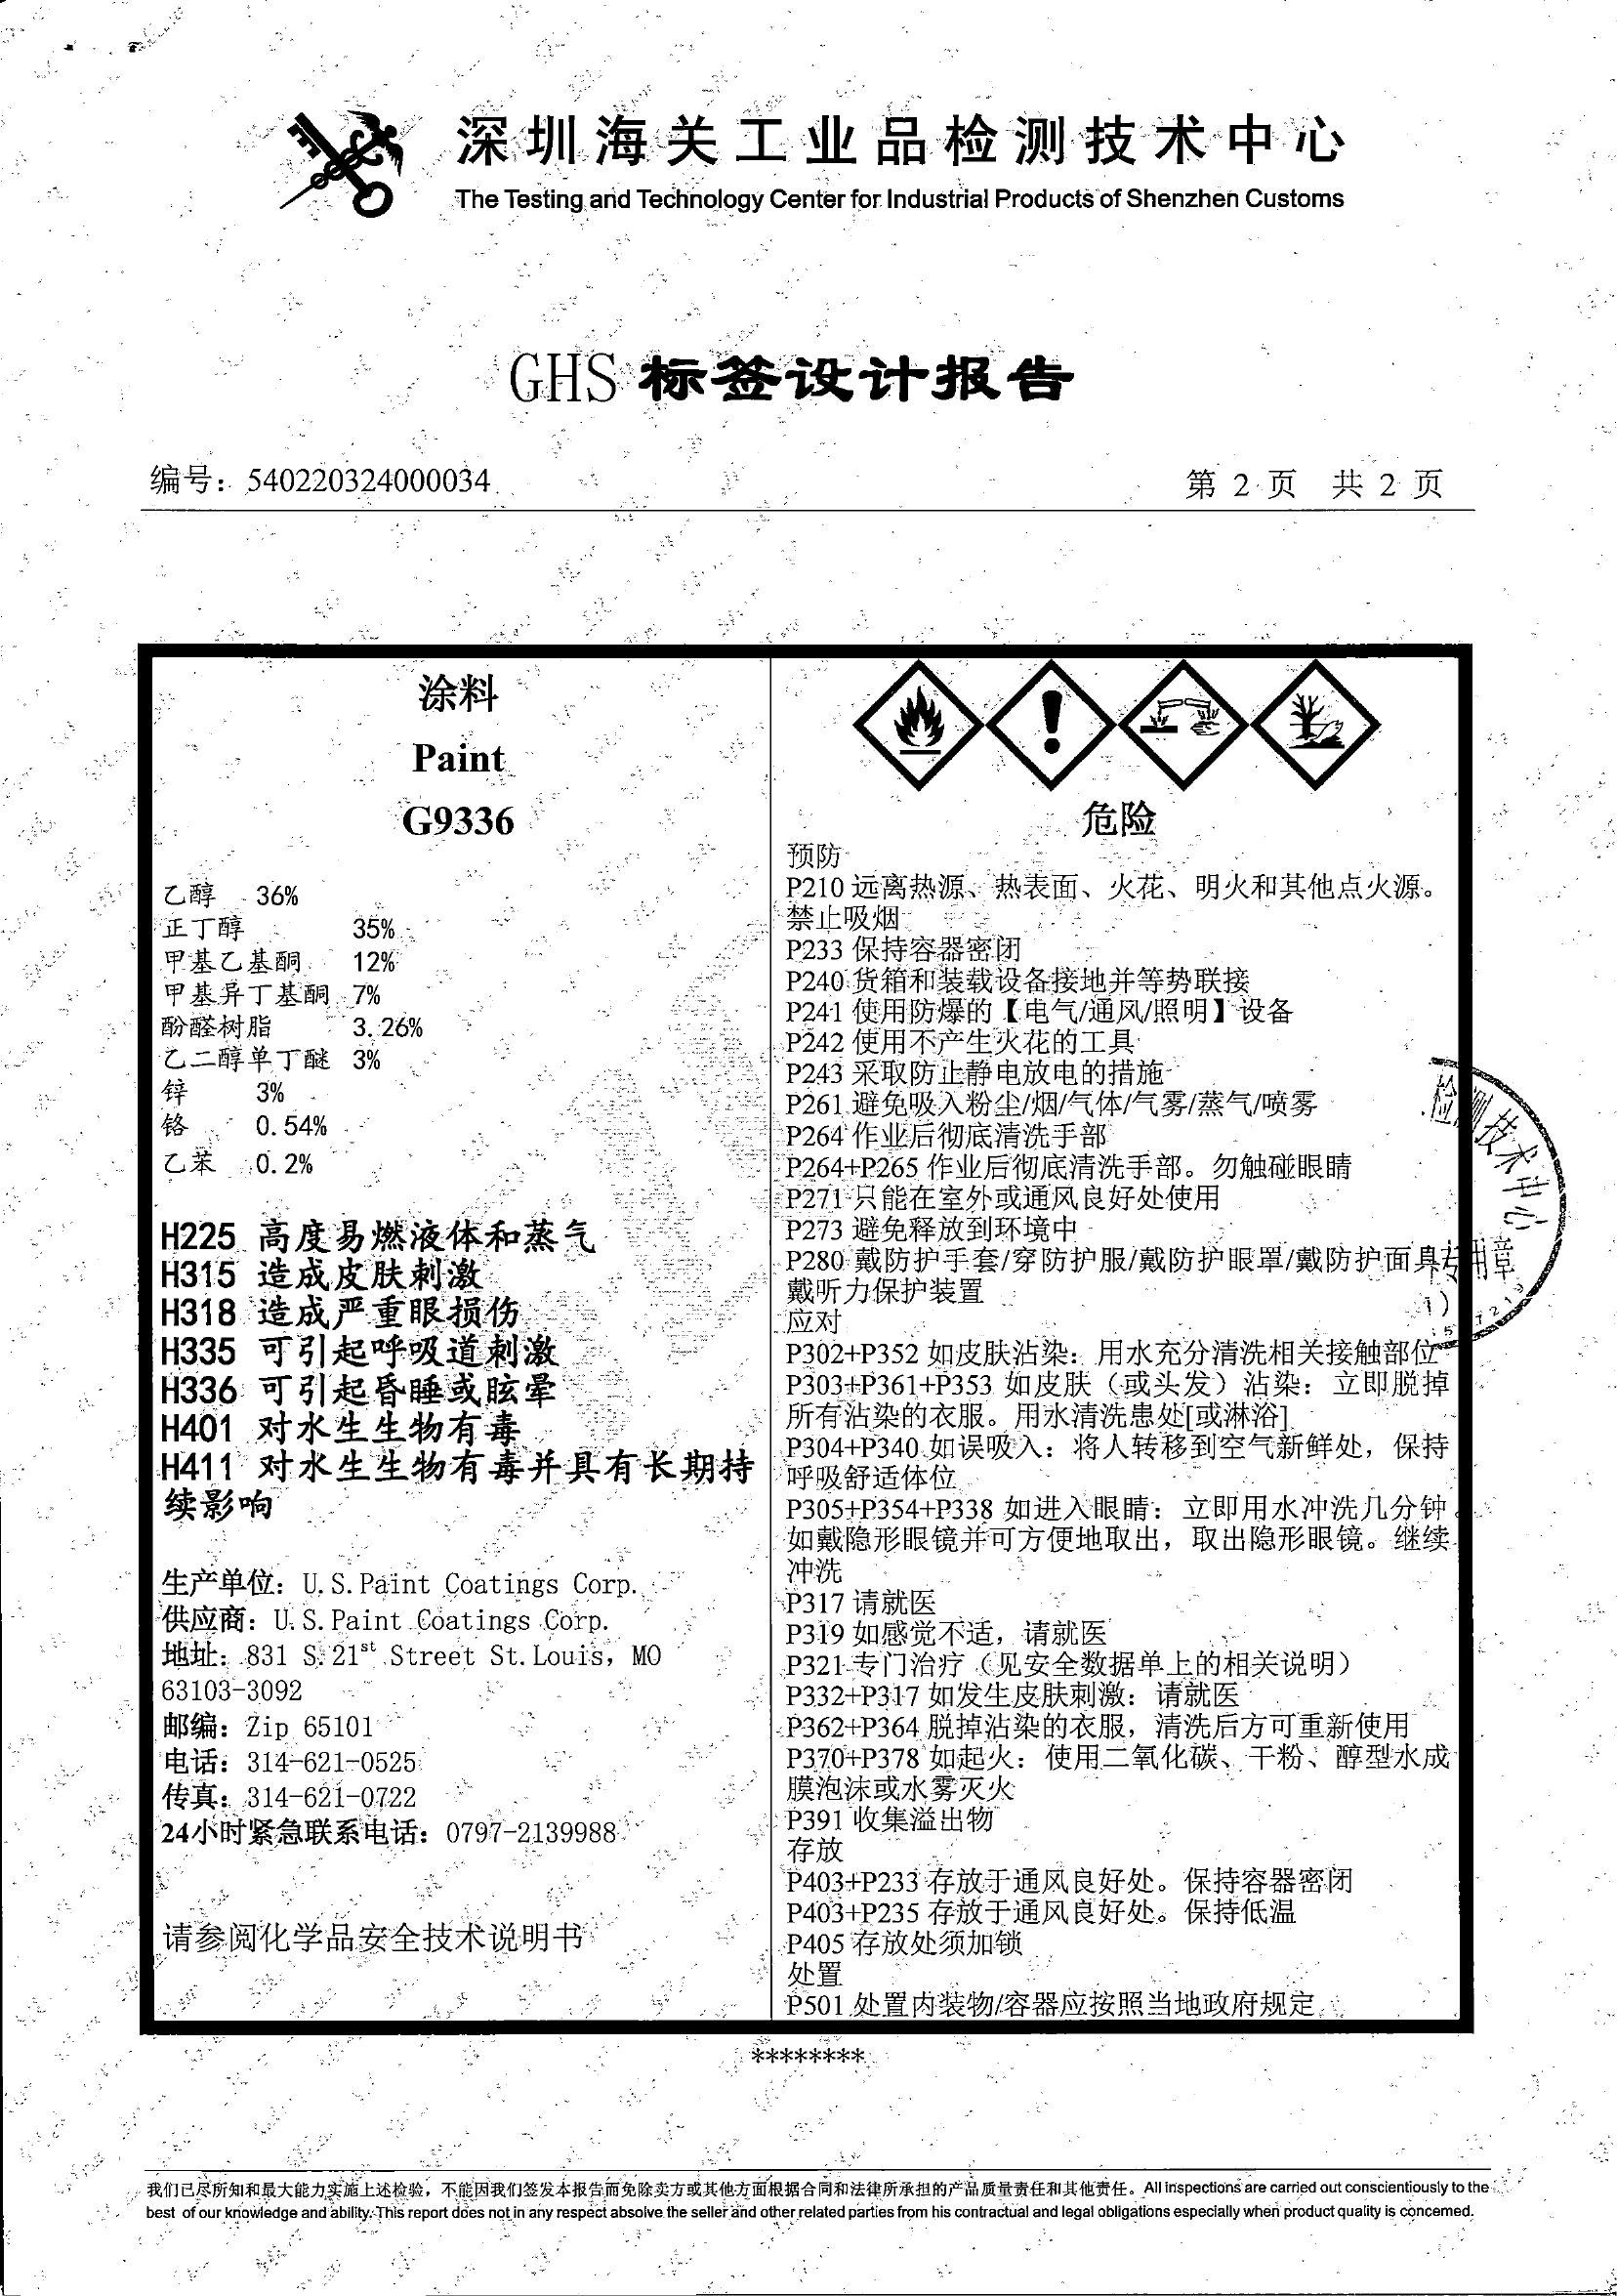 深圳海关工业品检测技术中心
The Testing and Technology Center for Industrial Products of Shenzhen Customs
GHS 标签设计报告
编号：540220324000034
第 2 页 共 2 页
涂料
Paint
G9336
乙醇 36%
正丁醇 35%
甲基乙基酮 12%
甲基异丁基酮 7%
酚醛树脂 3.26%
乙二醇单丁醚 3%
锌 3%
铬 0.54%
乙苯 0.2%
H225 高度易燃液体和蒸气
H315 造成皮肤刺激
H318 造成严重眼损伤
H335 可引起呼吸道刺激
H336 可引起昏睡或眩晕
H401 对水生生物有毒
H411 对水生生物有毒并具有长期持
续影响
生产单位：U.S.Paint Coatings Corp.
供应商：U.S.Paint Coatings Corp.
地址：831 S.21st Street St.Louis, MO
63103-3092
邮编：Zip 65101
电话：314-621-0525
传真：314-621-0722
24小时紧急联系电话：0797-2139988
请参阅化学品安全技术说明书
危险
预防
P210 远离热源、热表面、火花、明火和其他点火源。
禁止吸烟
P233 保持容器密闭
P240 货箱和装载设备接地并等势联接
P241 使用防爆的【电气/通风/照明】设备
P242 使用不产生火花的工具
P243 采取防止静电放电的措施
P261 避免吸入粉尘/烟/气体/气雾/蒸气/喷雾
P264 作业后彻底清洗手部
P264+P265 作业后彻底清洗手部。勿触碰眼睛
P271 只能在室外或通风良好处使用
P273 避免释放到环境中
P280 戴防护手套/穿防护服/戴防护眼罩/戴防护面具/
戴听力保护装置
应对
P302+P352 如皮肤沾染：用水充分清洗相关接触部位
P303+P361+P353 如皮肤（或头发）沾染：立即脱掉
所有沾染的衣服。用水清洗患处[或淋浴]
P304+P340 如误吸入：将人转移到空气新鲜处，保持
呼吸舒适体位
P305+P354+P338 如进入眼睛：立即用水冲洗几分钟。
如戴隐形眼镜并可方便地取出，取出隐形眼镜。继续
冲洗
P317 请就医
P319 如感觉不适，请就医
P321 专门治疗（见安全数据单上的相关说明）
P332+P317 如发生皮肤刺激：请就医
P362+P364 脱掉沾染的衣服，清洗后方可重新使用
P370+P378 如起火：使用二氧化碳、干粉、醇型水成
膜泡沫或水雾灭火
P391 收集溢出物
存放
P403+P233 存放于通风良好处。保持容器密闭
P403+P235 存放于通风良好处。保持低温
P405 存放处须加锁
处置
P501 处置内装物/容器应按照当地政府规定
检测技术中心
专用章
********
我们已尽所知和最大能力实施上述检验，不能因我们签发本报告而免除卖方或其他方面根据合同和法律所承担的产品质量责任和其他责任。All inspections are carried out conscientiously to the
best of our knowledge and ability. This report does not in any respect absolve the seller and other related parties from his contractual and legal obligations especially when product quality is concerned.